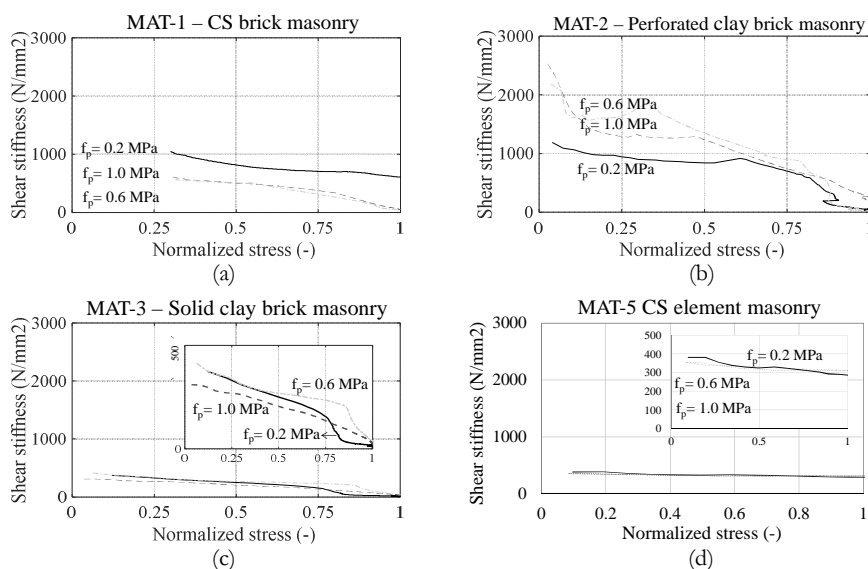 MAT-1 – CS brick masonry
3000
2000
1000
0
Shear stiffness (N/mm2)
f_p= 0.2 MPa
f_p= 1.0 MPa
f_p= 0.6 MPa
0 0.25 0.5 0.75 1
Normalized stress (-)
(a)
MAT-2 – Perforated clay brick masonry
3000
2000
1000
0
Shear stiffness (N/mm2)
f_p= 0.6 MPa
f_p= 1.0 MPa
f_p= 0.2 MPa
0 0.25 0.5 0.75 1
Normalized stress (-)
(b)
MAT-3 – Solid clay brick masonry
3000
2000
1000
0
Shear stiffness (N/mm2)
500
0
f_p= 0.6 MPa
f_p= 1.0 MPa
f_p= 0.2 MPa
0 0.25 0.5 0.75 1
0 0.25 0.5 0.75 1
Normalized stress (-)
(c)
MAT-5 CS element masonry
3000
2000
1000
0
Shear stiffness (N/mm2)
500
400
300
200
100
0
f_p= 0.2 MPa
f_p= 0.6 MPa
f_p= 1.0 MPa
0 0.5 1
0 0.2 0.4 0.6 0.8 1
Normalized stress (-)
(d)